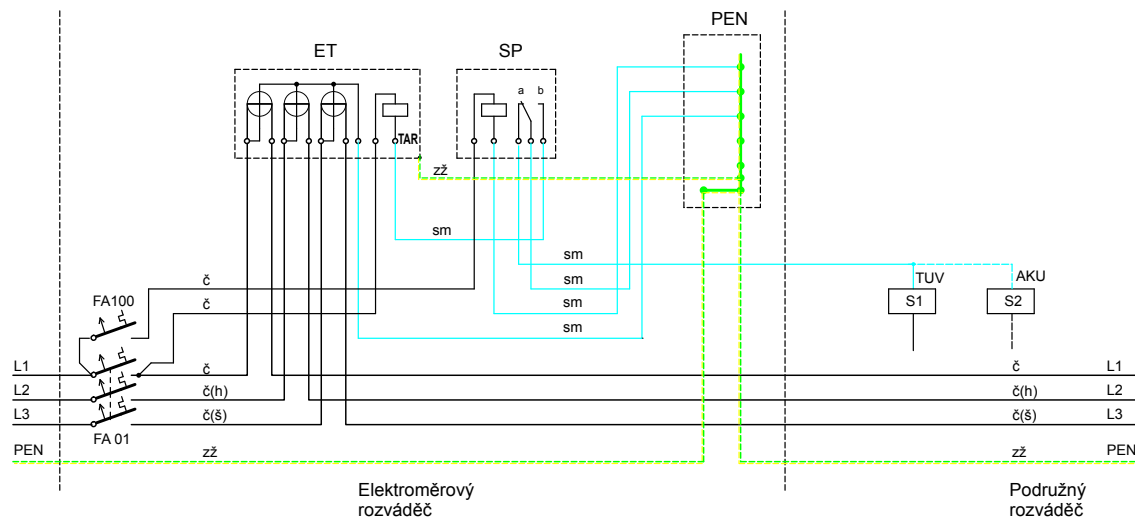 PEN
ET
SP
a b
TAR
zž
sm
sm
TUV
AKU
č
sm
S1
S2
FA100
č
sm
sm
L1
č
č
L1
L2
č(h)
č(h)
L2
L3
č(š)
č(š)
L3
FA 01
PEN
zž
zž
PEN
Elektroměrový
rozváděč
Podružný
rozváděč